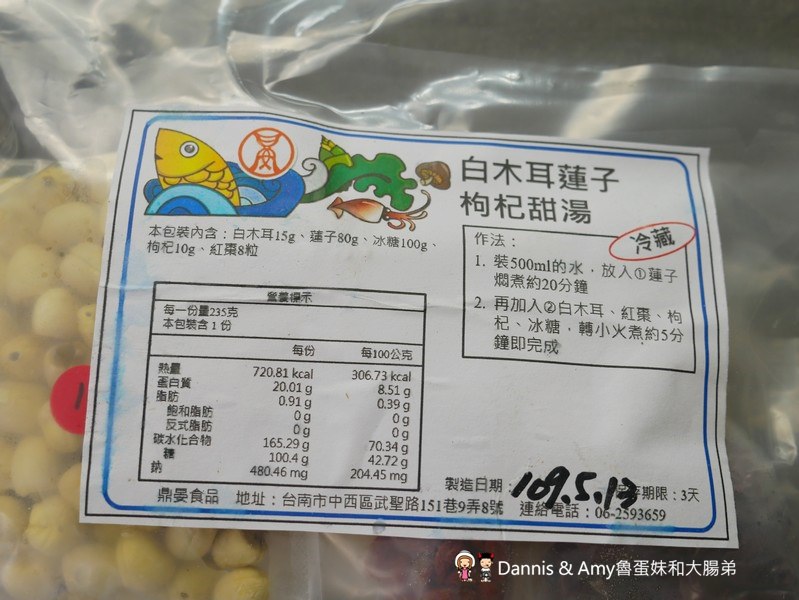 白木耳蓮子
枸杞甜湯
本包裝內含：白木耳15g、蓮子80g、冰糖100g、
枸杞10g、紅棗8粒
冷藏
作法：
1. 裝500ml的水，放入①蓮子
燜煮約20分鐘
2. 再加入②白木耳、紅棗、枸
杞、冰糖，轉小火煮約5分
鐘即完成
營養標示
每一份量235克
本包裝含1份
每份 每100公克
熱量 720.81 kcal 306.73 kcal
蛋白質 20.01 g 8.51 g
脂肪 0.91 g 0.39 g
飽和脂肪 0 g 0 g
反式脂肪 0 g 0 g
碳水化合物 165.29 g 70.34 g
糖 100.4 g 42.72 g
鈉 480.46 mg 204.45 mg
製造日期：109.5.13 期限：3天
鼎晏食品 地址：台南市中西區武聖路151巷9弄8號 連絡電話：06-2593659
1
Dannis & Amy魯蛋妹和大腸弟